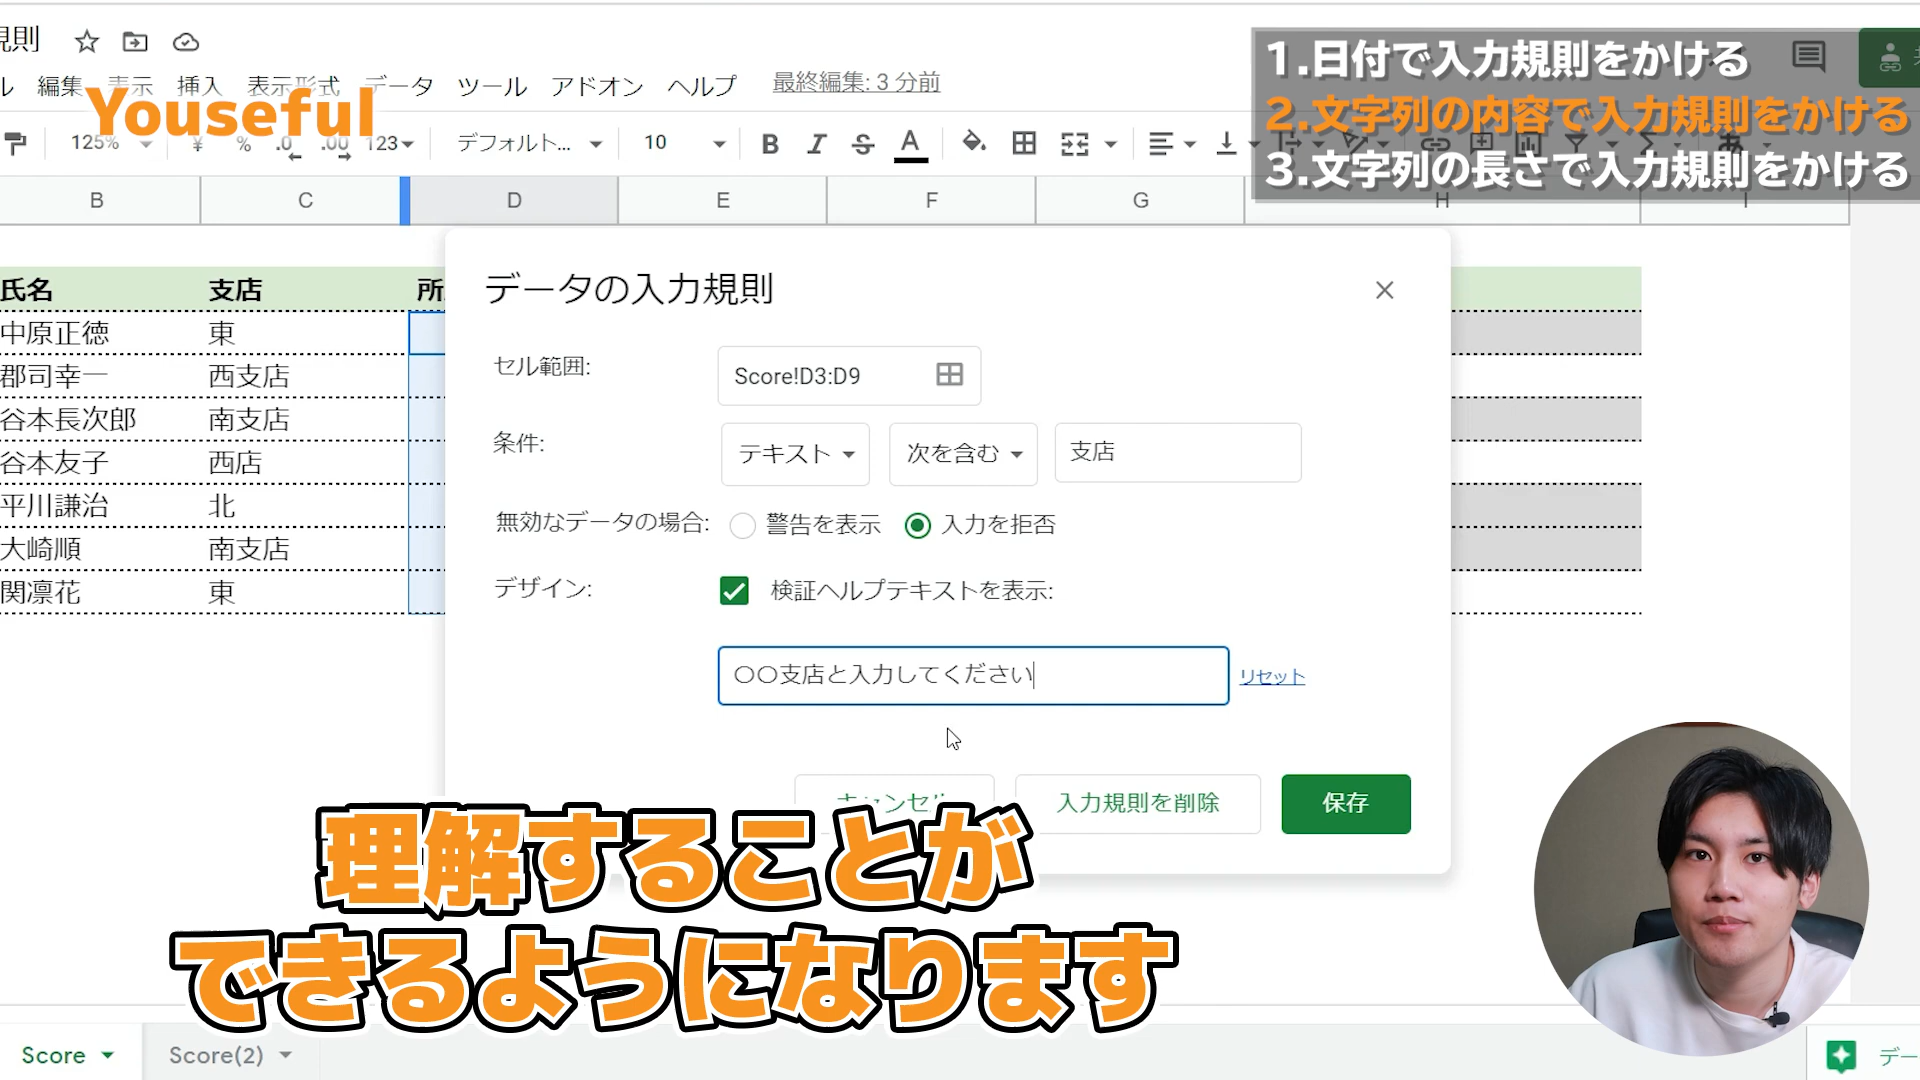 規則
編集 表示 挿入 表示形式 データ ツール アドオン ヘルプ 最終編集: 3 分前
Youseful
125% ¥ % .0 .00 123 デフォルト... 10 B I S A
1.日付で入力規則をかける
2.文字列の内容で入力規則をかける
3.文字列の長さで入力規則をかける
B C D E F G H I
氏名 支店 所
中原正徳 東
郡司幸一 西支店
谷本長次郎 南支店
谷本友子 西店
平川謙治 北
大崎順 南支店
関凛花 東
データの入力規則
セル範囲: Score!D3:D9
条件: テキスト 次を含む 支店
無効なデータの場合: 警告を表示 入力を拒否
デザイン: 検証ヘルプテキストを表示:
〇〇支店と入力してください リセット
キャンセル 入力規則を削除 保存
理解することが
できるようになります
Score Score(2) デー